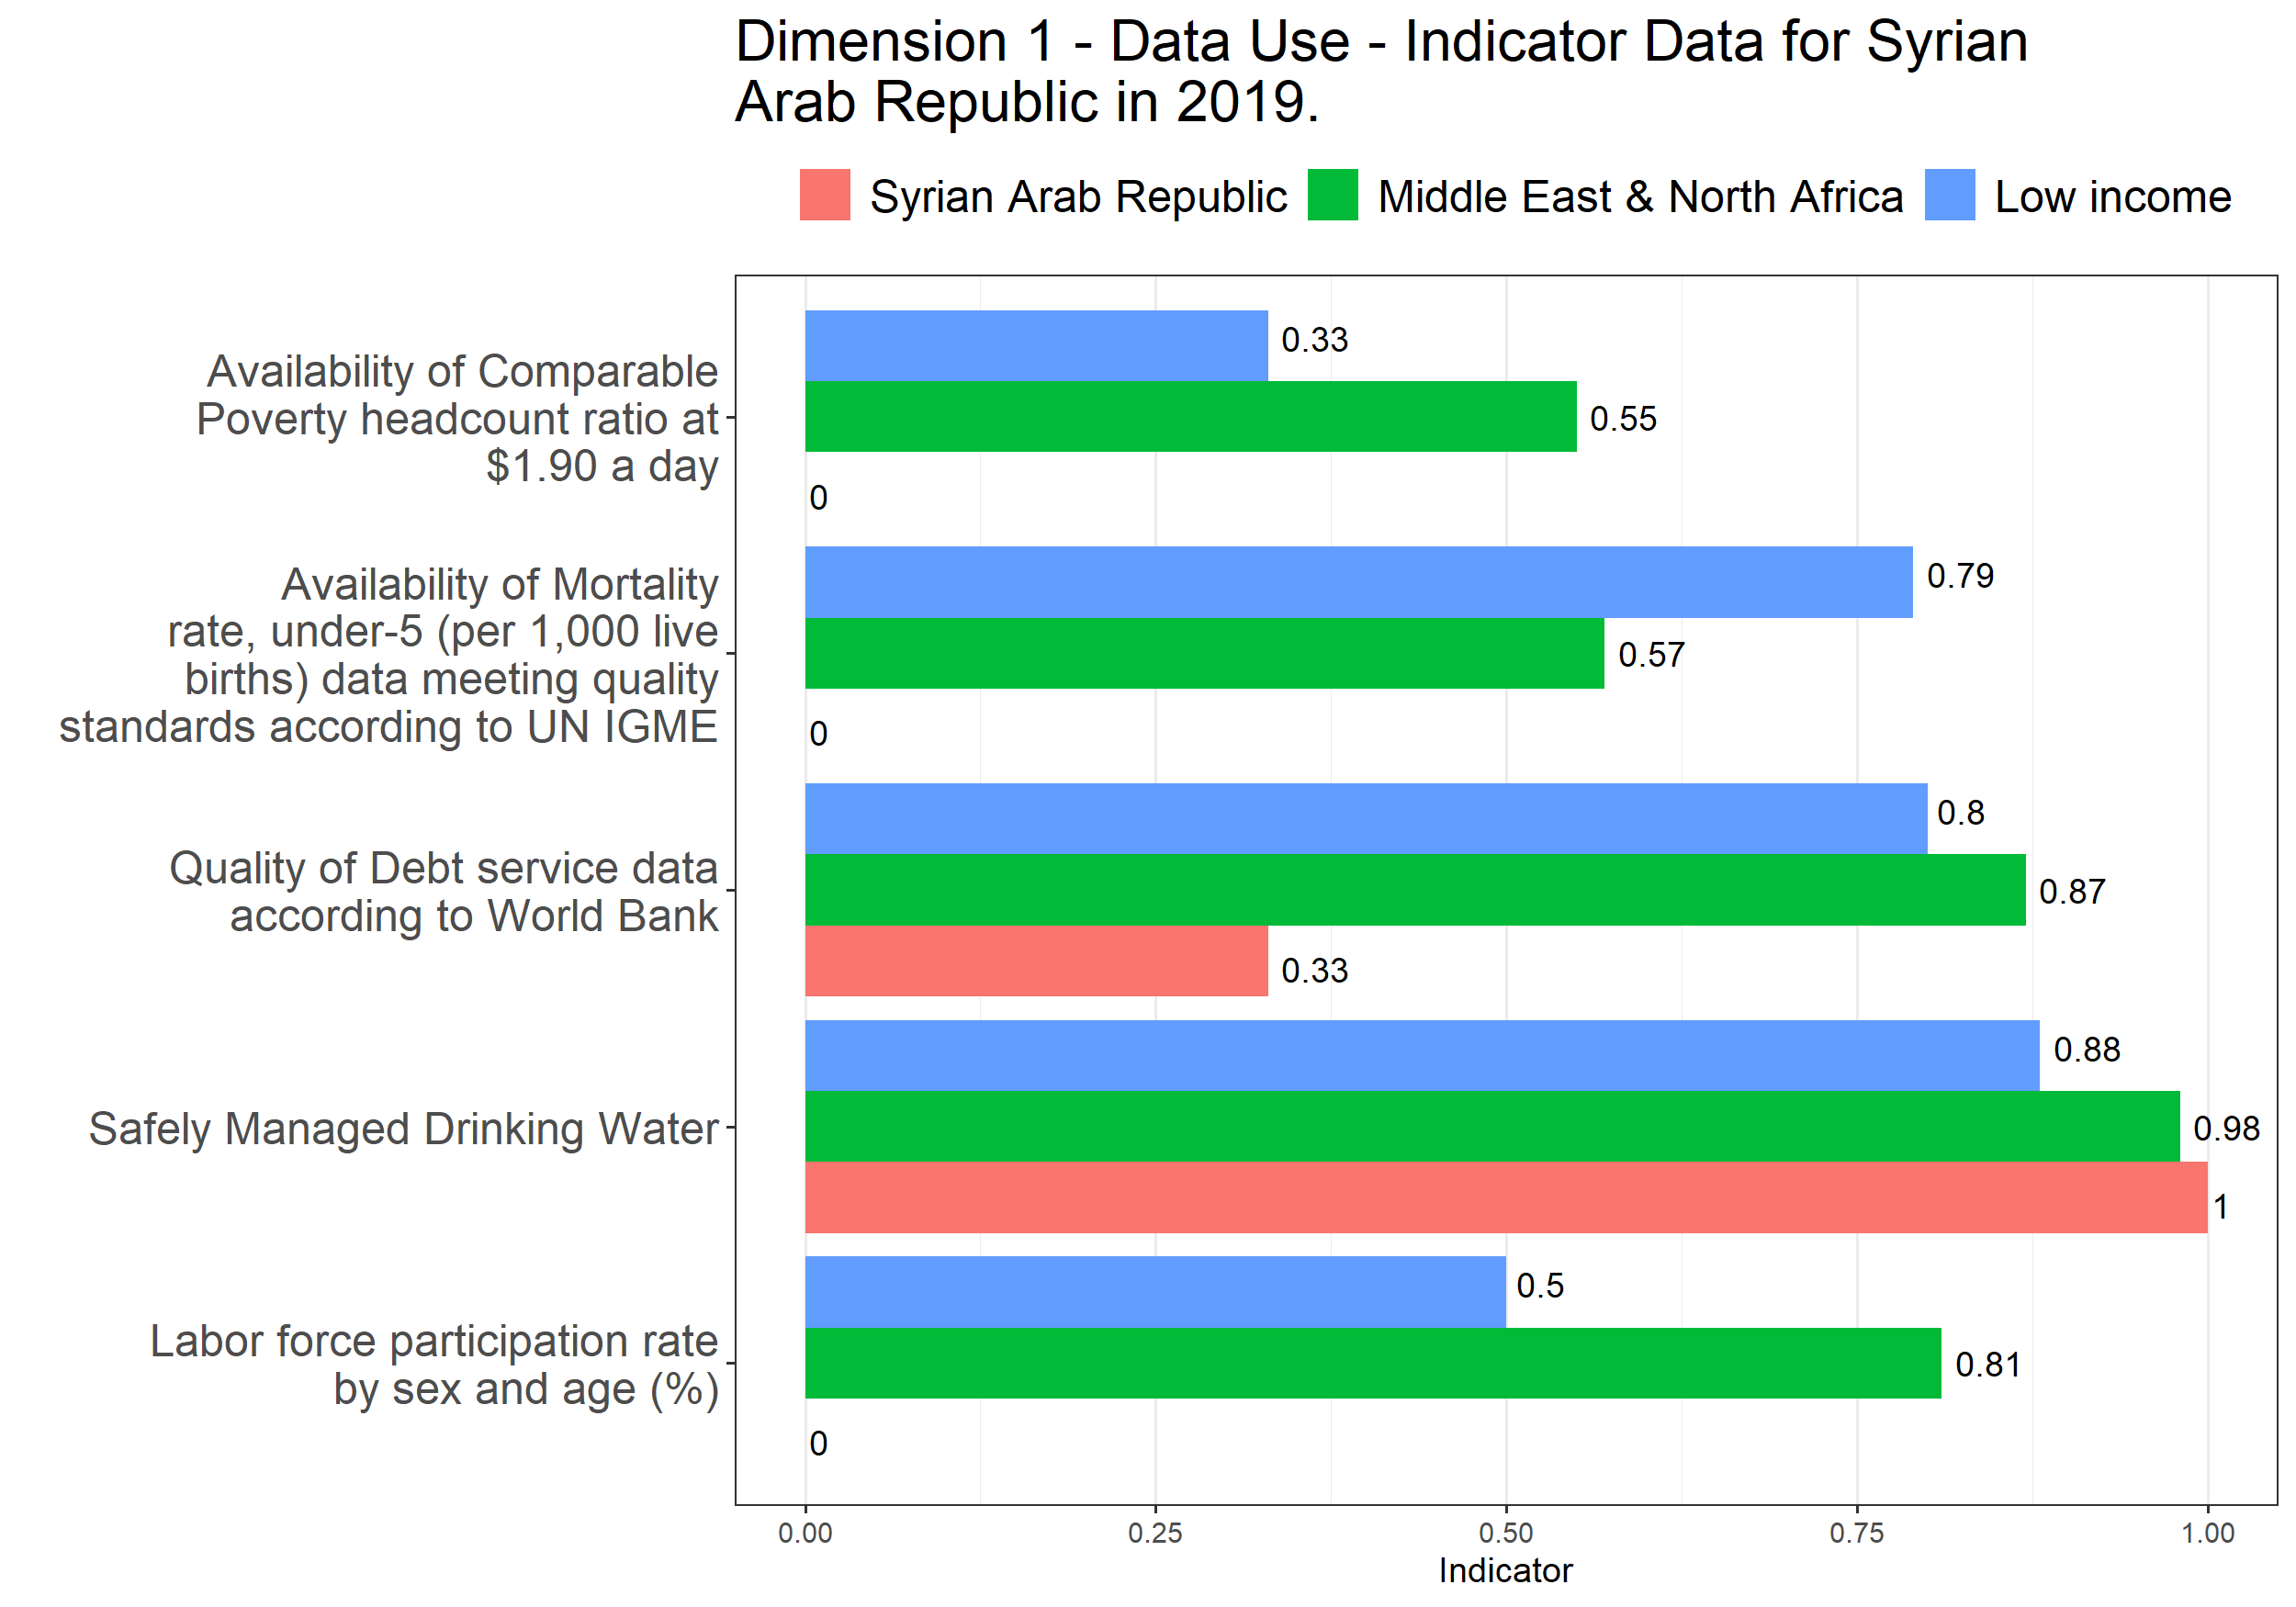 Dimension 1 - Data Use - Indicator Data for Syrian
Arab Republic in 2019.
Syrian Arab Republic
Middle East & North Africa
Low income
Availability of Comparable
Poverty headcount ratio at
$1.90 a day
0.33
0.55
0
Availability of Mortality
rate, under-5 (per 1,000 live
births) data meeting quality
standards according to UN IGME
0.79
0.57
0
Quality of Debt service data
according to World Bank
0.8
0.87
0.33
Safely Managed Drinking Water
0.88
0.98
1
Labor force participation rate
by sex and age (%)
0.5
0.81
0
0.00
0.25
0.50
0.75
1.00
Indicator